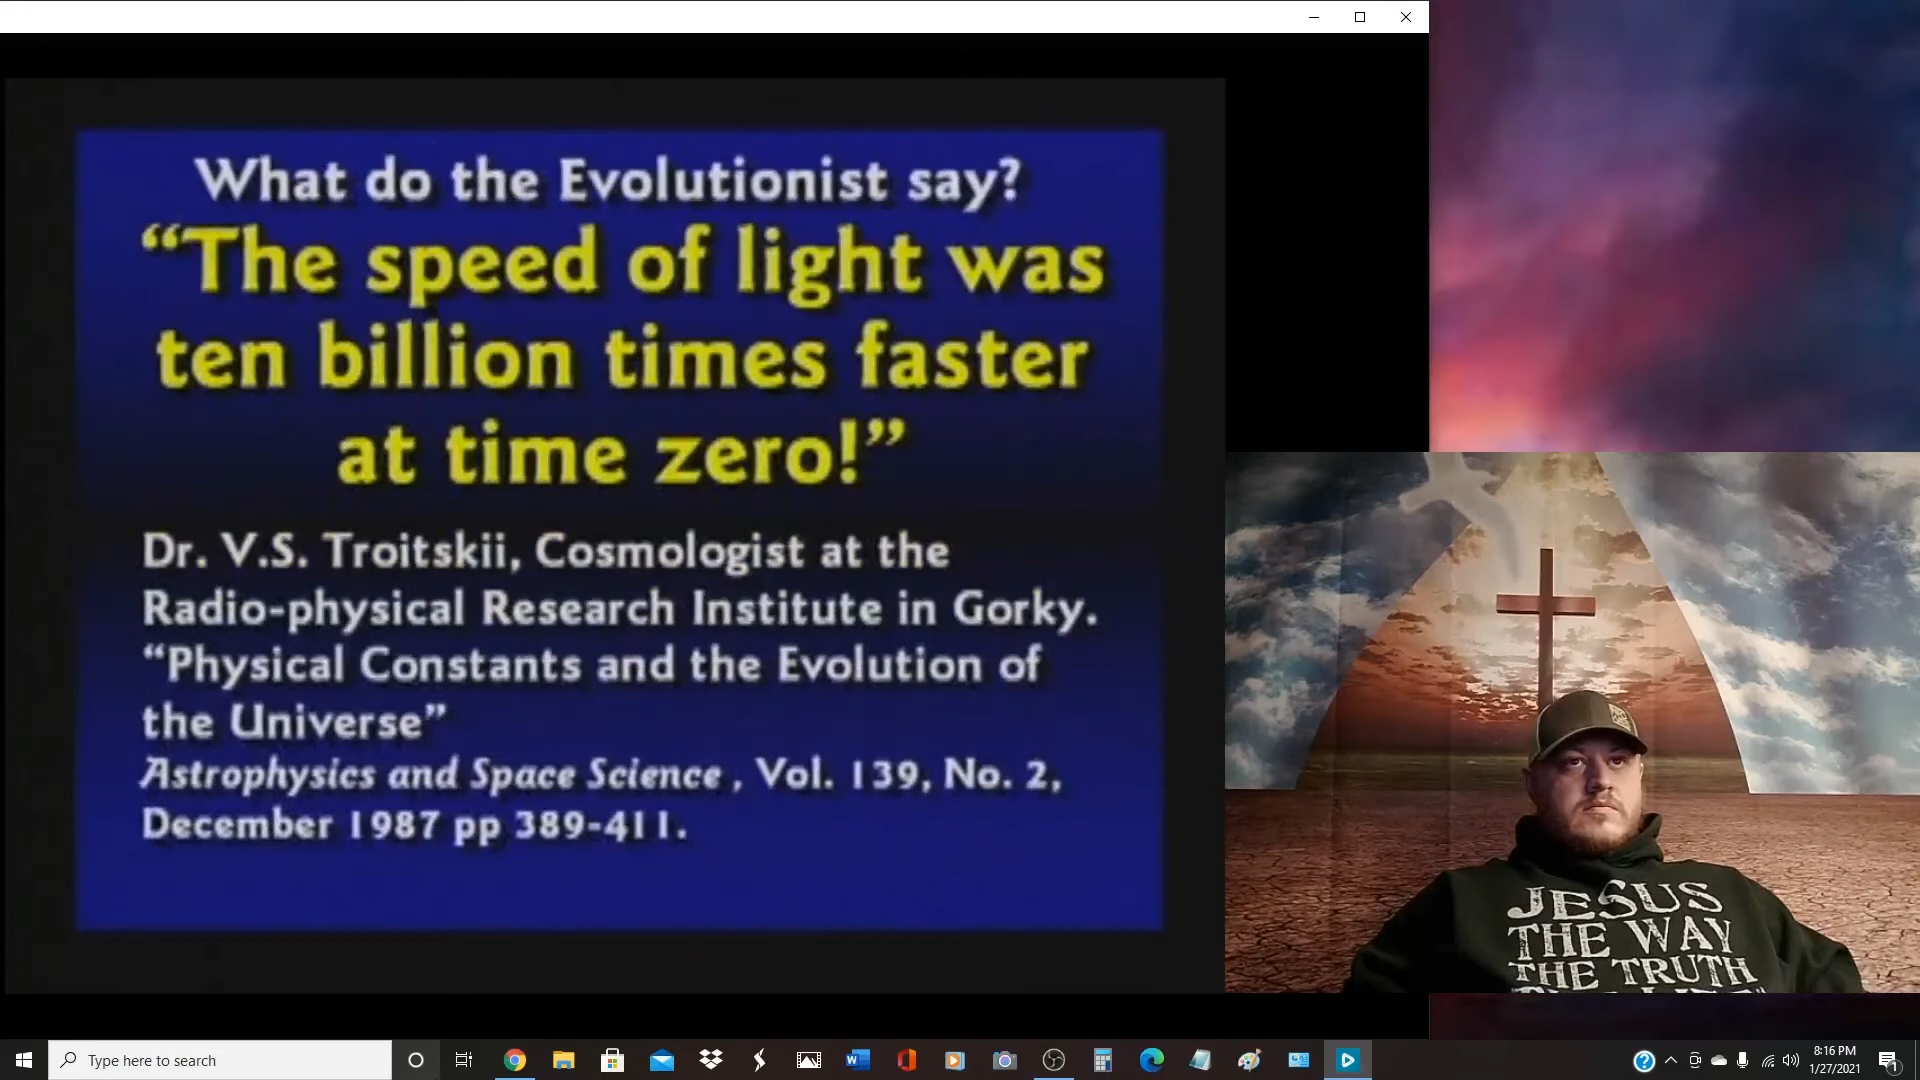 What do the Evolutionist say?
“The speed of light was
ten billion times faster
at time zero!”
Dr. V.S. Troitskii, Cosmologist at the
Radio-physical Research Institute in Gorky.
“Physical Constants and the Evolution of
the Universe”
Astrophysics and Space Science , Vol. 139, No. 2,
December 1987 pp 389-411.
JESUS
THE WAY
THE TRUTH
Type here to search
8:16 PM
1/27/2021
1